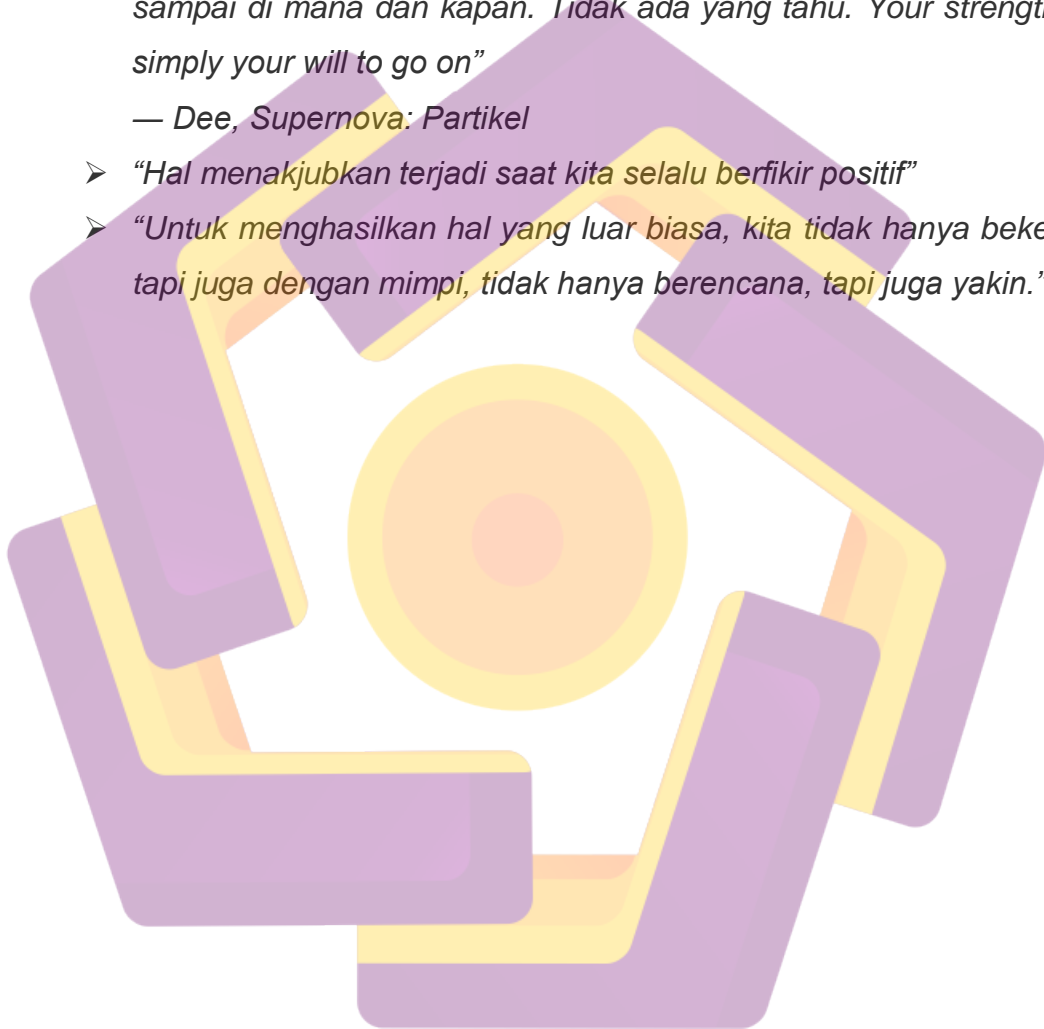 sampai di mana dan kapan. Tidak ada yang tahu. Your strength
simply your will to go on”
— Dee, Supernova: Partikel
➢ “Hal menakjubkan terjadi saat kita selalu berfikir positif”
➢ “Untuk menghasilkan hal yang luar biasa, kita tidak hanya
tapi juga dengan mimpi, tidak hanya berencana, tapi juga yakin.”